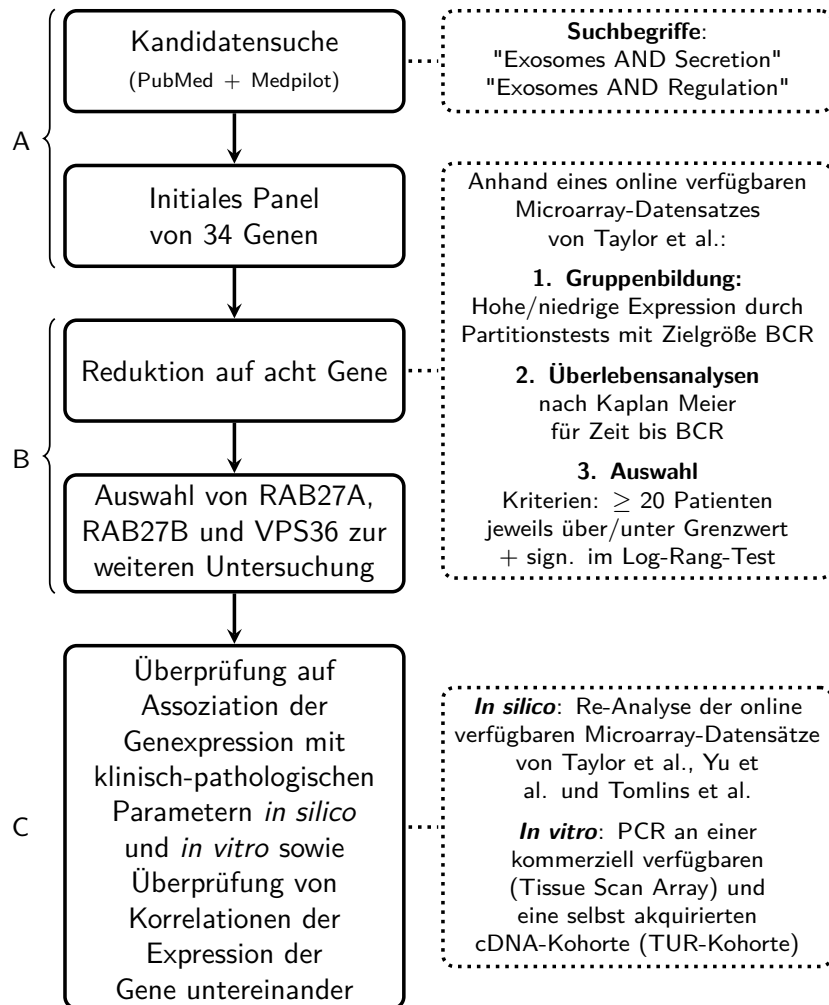 A
Kandidatensuche
(PubMed + Medpilot)
Suchbegriffe:
"Exosomes AND Secretion"
"Exosomes AND Regulation"
Initiales Panel
von 34 Genen
B
Reduktion auf acht Gene
Anhand eines online verfügbaren
Microarray-Datensatzes
von Taylor et al.:
1. Gruppenbildung:
Hohe/niedrige Expression durch
Partitionstests mit Zielgröße BCR
2. Überlebensanalysen
nach Kaplan Meier
für Zeit bis BCR
3. Auswahl
Kriterien: ≥ 20 Patienten
jeweils über/unter Grenzwert
+ sign. im Log-Rang-Test
Auswahl von RAB27A,
RAB27B und VPS36 zur
weiteren Untersuchung
C
Überprüfung auf
Assoziation der
Genexpression mit
klinisch-pathologischen
Parametern in silico
und in vitro sowie
Überprüfung von
Korrelationen der
Expression der
Gene untereinander
In silico: Re-Analyse der online
verfügbaren Microarray-Datensätze
von Taylor et al., Yu et
al. und Tomlins et al.
In vitro: PCR an einer
kommerziell verfügbaren
(Tissue Scan Array) und
eine selbst akquirierten
cDNA-Kohorte (TUR-Kohorte)